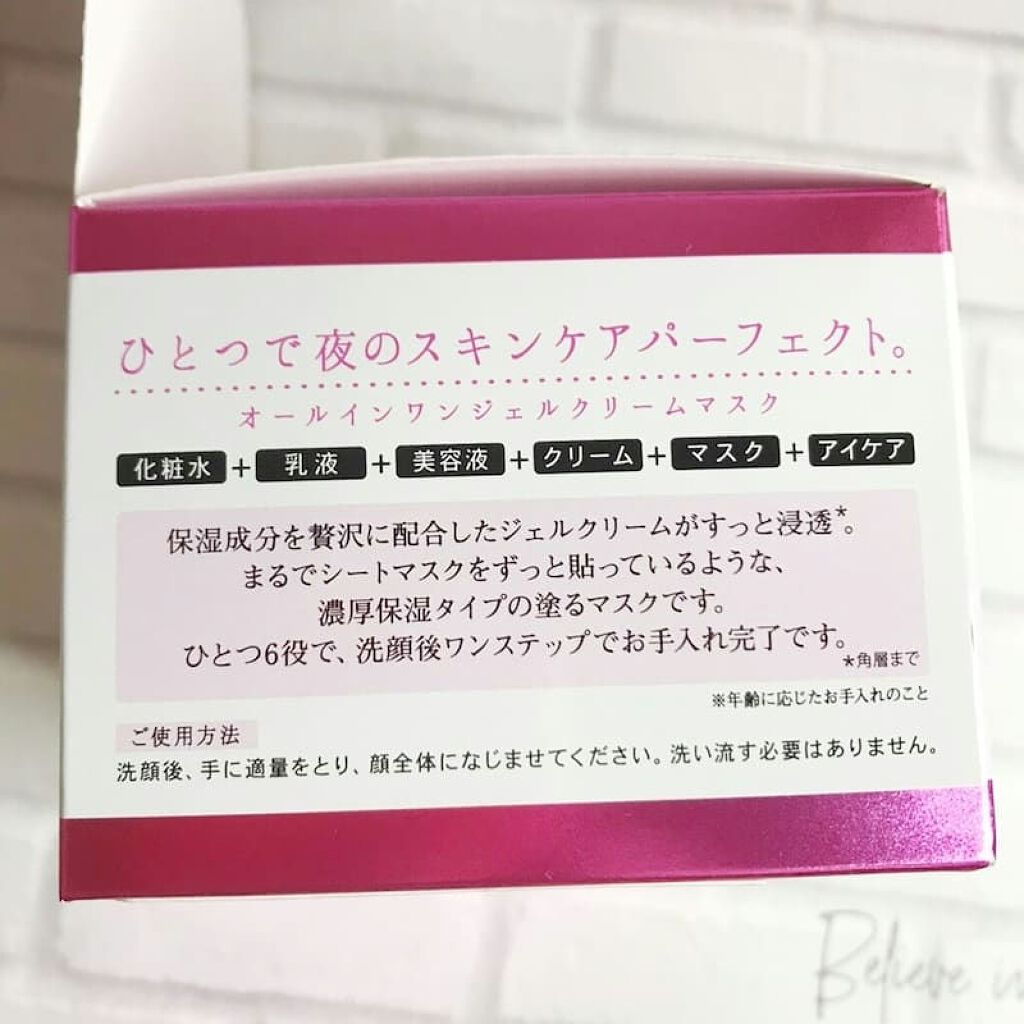 ひとつで夜のスキンケアパーフェクト。
オールインワンジェルクリームマスク
化粧水+乳液+美容液+クリーム+マスク+アイケア
保湿成分を贅沢に配合したジェルクリームがすっと浸透*。
まるでシートマスクをずっと貼っているような、
濃厚保湿タイプの塗るマスクです。
ひとつ6役で、洗顔後ワンステップでお手入れ完了です。
*角層まで
※年齢に応じたお手入れのこと
ご使用方法
洗顔後、手に適量をとり、顔全体になじませてください。洗い流す必要はありません。
Believe in